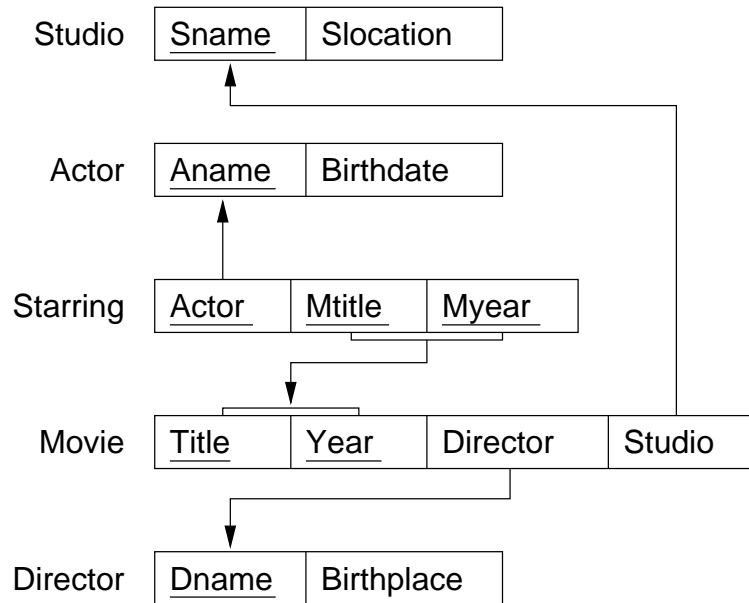 Studio Sname Slocation
Actor Aname Birthdate
Starring Actor Mtitle Myear
Movie Title Year Director Studio
Director Dname Birthplace